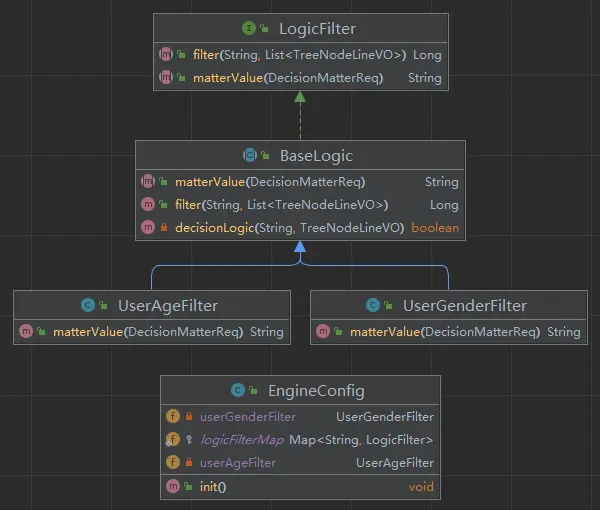 LogicFilter
filter(String, List<TreeNodeLineVO>) Long
matterValue(DecisionMatterReq) String
BaseLogic
matterValue(DecisionMatterReq) String
filter(String, List<TreeNodeLineVO>) Long
decisionLogic(String, TreeNodeLineVO) boolean
UserAgeFilter
matterValue(DecisionMatterReq) String
UserGenderFilter
matterValue(DecisionMatterReq) String
EngineConfig
userGenderFilter UserGenderFilter
logicFilterMap Map<String, LogicFilter>
userAgeFilter UserAgeFilter
init() void